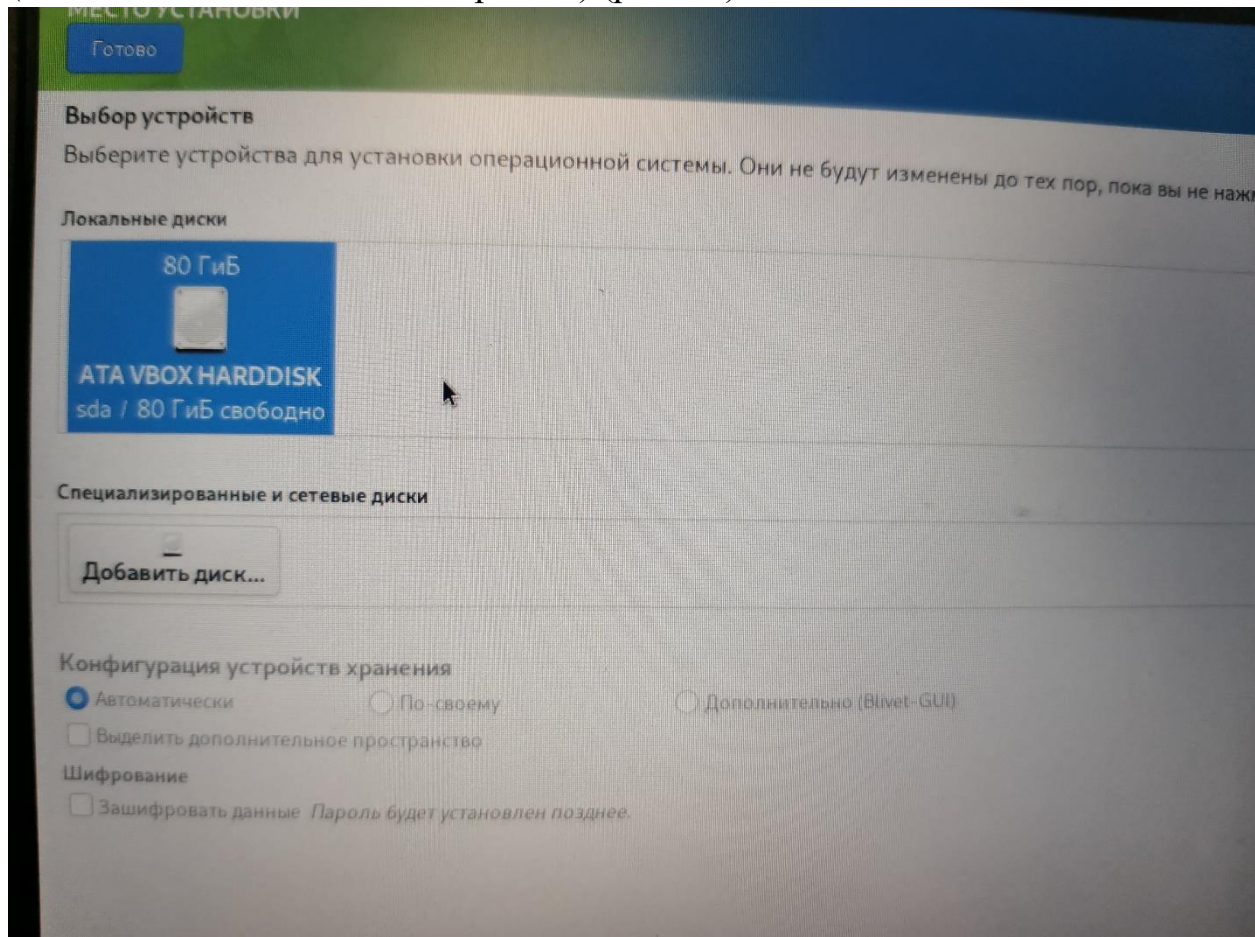 МЕСТО УСТАНОВКИ
Готово
Выбор устройств
Выберите устройства для установки операционной системы. Они не будут изменены до тех пор, пока вы не
Локальные диски
80 ГиБ
ATA VBOX HARDDISK
sda / 80 ГиБ свободно
Специализированные и сетевые диски
Добавить диск...
Конфигурация устройств хранения
Автоматически По-своему Дополнительно (Blivet-GUI)
Выделить дополнительное пространство
Шифрование
Зашифровать данные Пароль будет установлен позднее.